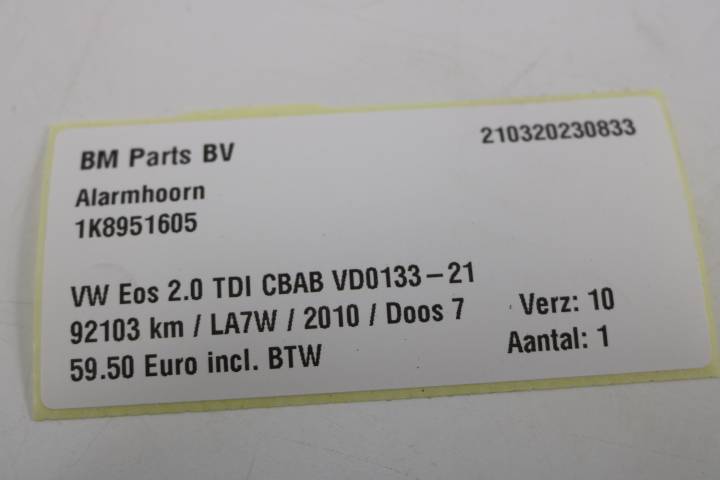 BM Parts BV
210320230833
Alarmhoorn
1K8951605
VW Eos 2.0 TDI CBAB VD0133-21
92103 km / LA7W / 2010 / Doos 7
Verz: 10
59.50 Euro incl. BTW
Aantal: 1